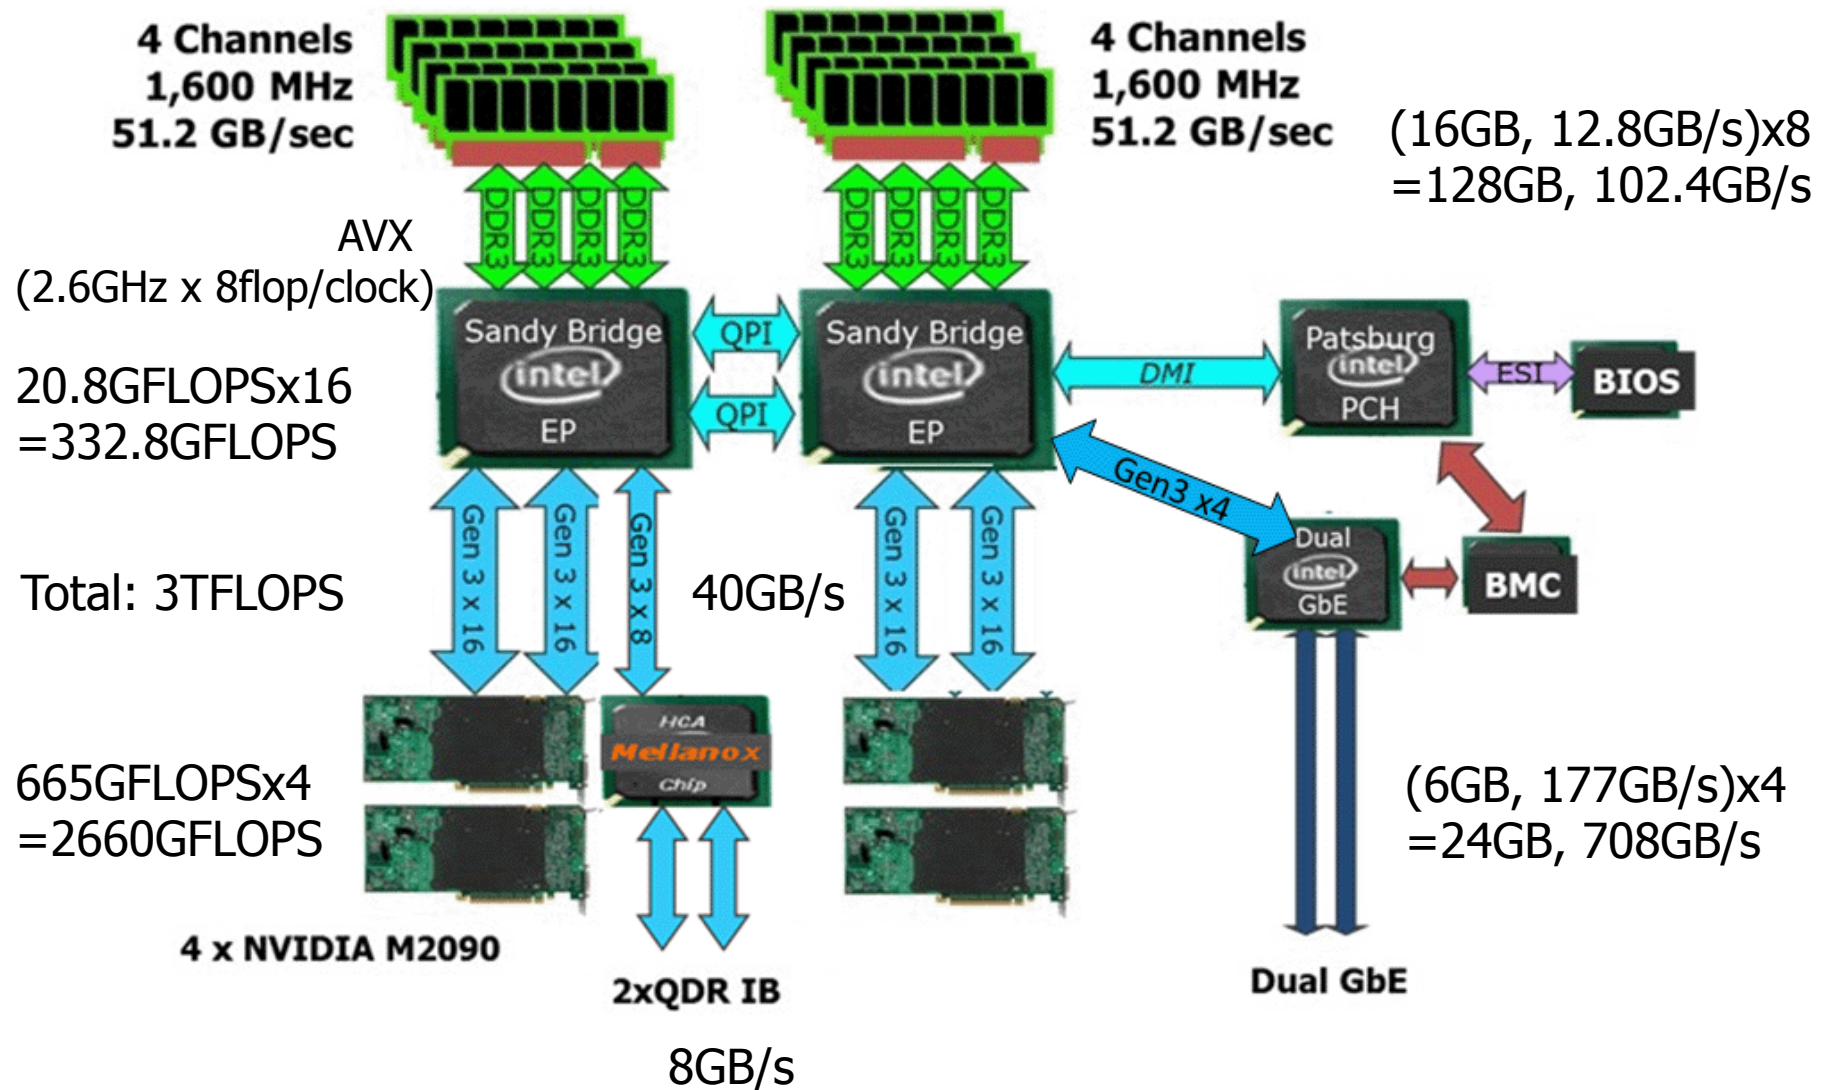 4 Channels
1,600 MHz
51.2 GB/sec
4 Channels
1,600 MHz
51.2 GB/sec
(16GB, 12.8GB/s)x8
=128GB, 102.4GB/s
DDR3
DDR3
DDR3
DDR3
DDR3
DDR3
DDR3
DDR3
AVX
(2.6GHz x 8flop/clock)
20.8GFLOPSx16
=332.8GFLOPS
Sandy Bridge
intel
EP
QPI
QPI
Sandy Bridge
intel
EP
DMI
Patsburg
intel
PCH
ESI
BIOS
Gen3 x4
Total: 3TFLOPS
Gen 3 x 16
Gen 3 x 16
Gen 3 x 8
40GB/s
Gen 3 x 16
Gen 3 x 16
Dual
intel
GbE
BMC
665GFLOPSx4
=2660GFLOPS
HCA
Mellanox
Chip
(6GB, 177GB/s)x4
=24GB, 708GB/s
4 x NVIDIA M2090
2xQDR IB
Dual GbE
8GB/s